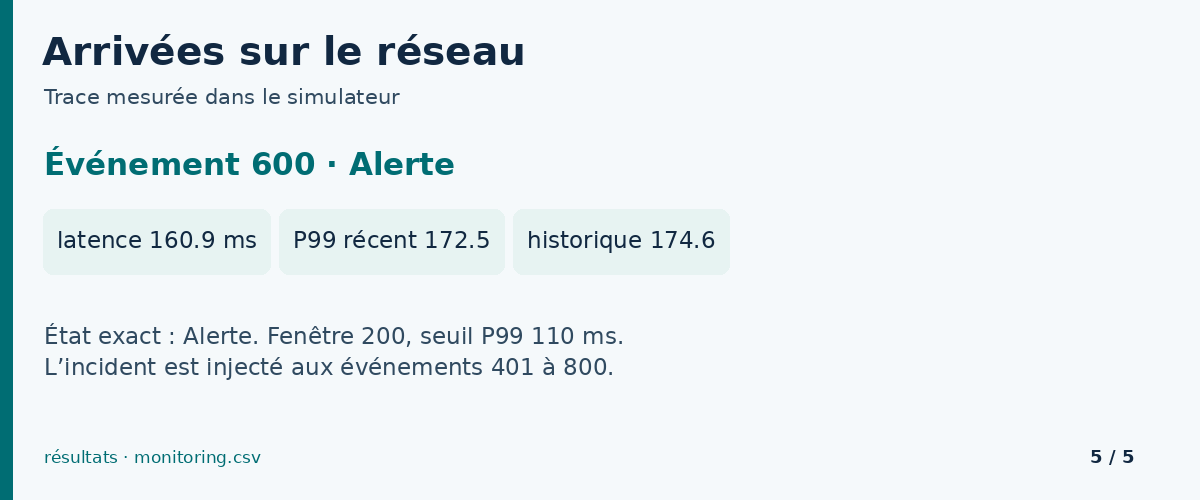 Arrivées sur le réseau
Trace mesurée dans le simulateur
Événement 600 · Alerte
latence 160.9 ms
P99 récent 172.5
historique 174.6
État exact : Alerte. Fenêtre 200, seuil P99 110 ms.
L’incident est injecté aux événements 401 à 800.
résultats · monitoring.csv
5 / 5